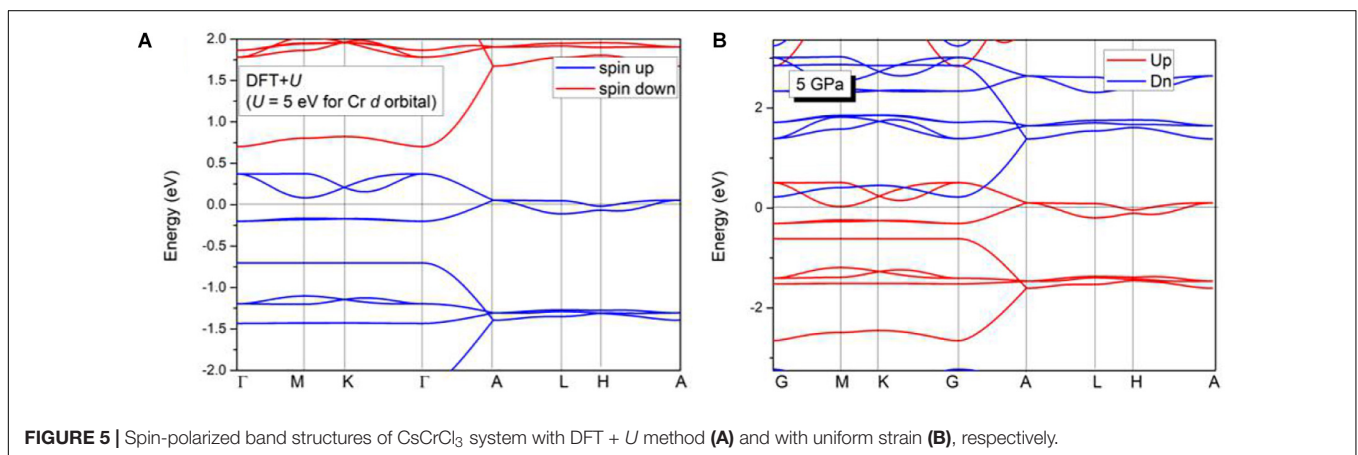 A
B
2.0
1.5
1.0
0.5
0.0
-0.5
-1.0
-1.5
-2.0
Energy (eV)
DFT+U
(U = 5 eV for Cr d orbital)
spin up
spin down
Γ M K Γ A L H A
2
0
-2
Energy (eV)
5 GPa
Up
Dn
G M K G A L H A
FIGURE 5 | Spin-polarized band structures of CsCrCl₃ system with DFT + U method (A) and with uniform strain (B), respectively.